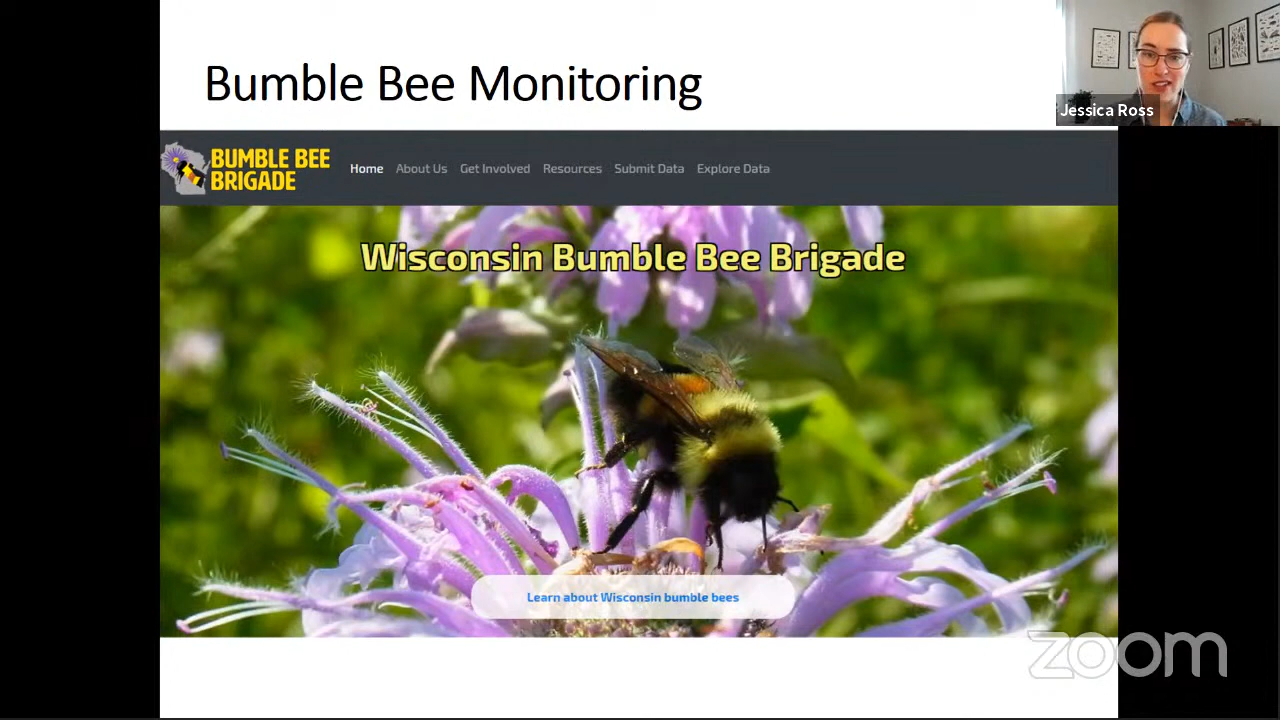 Bumble Bee Monitoring
Jessica Ross
BUMBLE BEE
BRIGADE
Home About Us Get Involved Resources Submit Data Explore Data
Wisconsin Bumble Bee Brigade
Learn about Wisconsin bumble bees
zoom